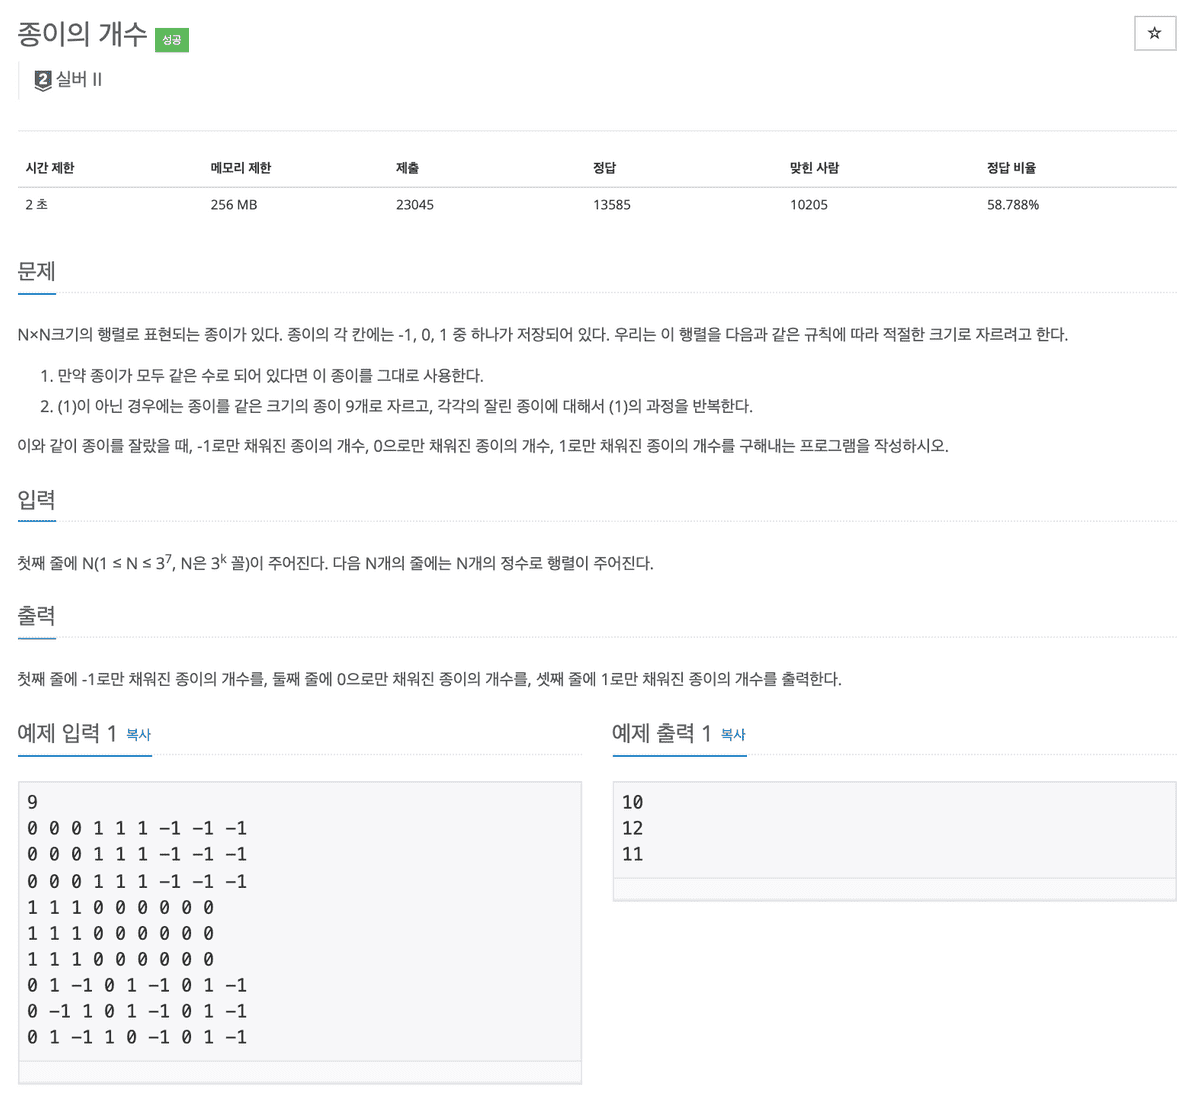 종이의 개수 성공
☆
2 실버 II
시간 제한 메모리 제한 제출 정답 맞힌 사람 정답 비율
2 초 256 MB 23045 13585 10205 58.788%
문제
N×N크기의 행렬로 표현되는 종이가 있다. 종이의 각 칸에는 -1, 0, 1 중 하나가 저장되어 있다. 우리는 이 행렬을 다음과 같은 규칙에 따라 적절한 크기로 자르려고 한다.
1. 만약 종이가 모두 같은 수로 되어 있다면 이 종이를 그대로 사용한다.
2. (1)이 아닌 경우에는 종이를 같은 크기의 종이 9개로 자르고, 각각의 잘린 종이에 대해서 (1)의 과정을 반복한다.
이와 같이 종이를 잘랐을 때, -1로만 채워진 종이의 개수, 0으로만 채워진 종이의 개수, 1로만 채워진 종이의 개수를 구해내는 프로그램을 작성하시오.
입력
첫째 줄에 N(1 ≤ N ≤ 3⁷, N은 3ᵏ 꼴)이 주어진다. 다음 N개의 줄에는 N개의 정수로 행렬이 주어진다.
출력
첫째 줄에 -1로만 채워진 종이의 개수를, 둘째 줄에 0으로만 채워진 종이의 개수를, 셋째 줄에 1로만 채워진 종이의 개수를 출력한다.
예제 입력 1 복사
9
0 0 0 1 1 1 -1 -1 -1
0 0 0 1 1 1 -1 -1 -1
0 0 0 1 1 1 -1 -1 -1
1 1 1 0 0 0 0 0 0
1 1 1 0 0 0 0 0 0
1 1 1 0 0 0 0 0 0
0 1 -1 0 1 -1 0 1 -1
0 -1 1 0 1 -1 0 1 -1
0 1 -1 1 0 -1 0 1 -1
예제 출력 1 복사
10
12
11